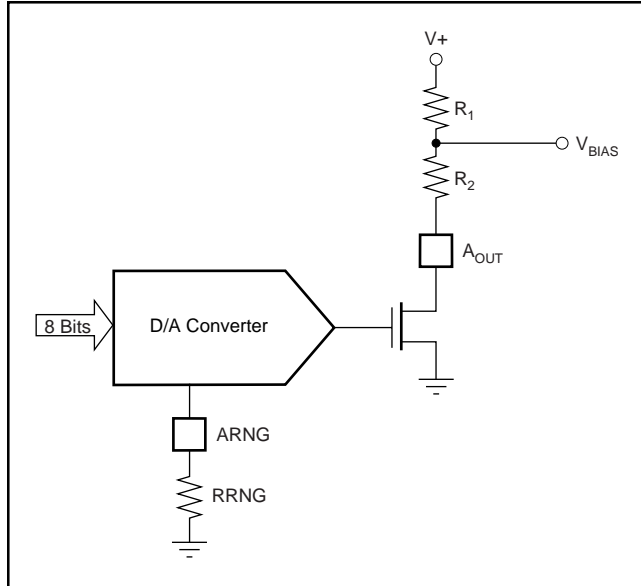 V+
R1
VBIAS
R2
AOUT
8 Bits
D/A Converter
ARNG
RRNG